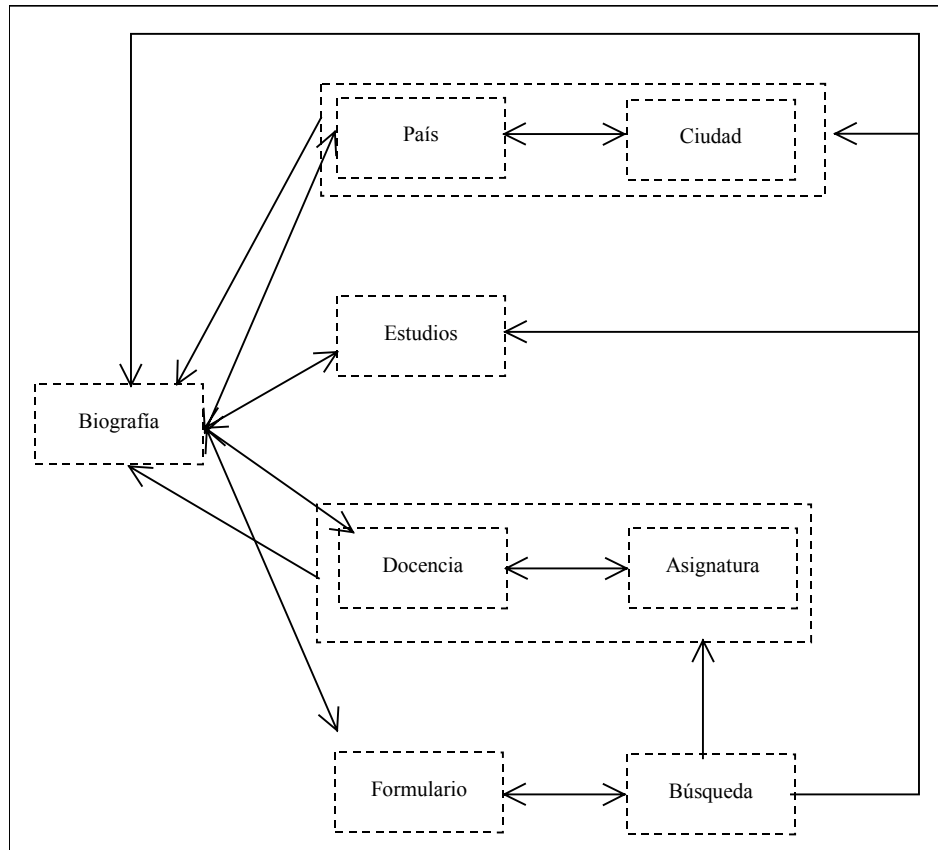 País
Ciudad
Estudios
Biografía
Docencia
Asignatura
Formulario
Búsqueda